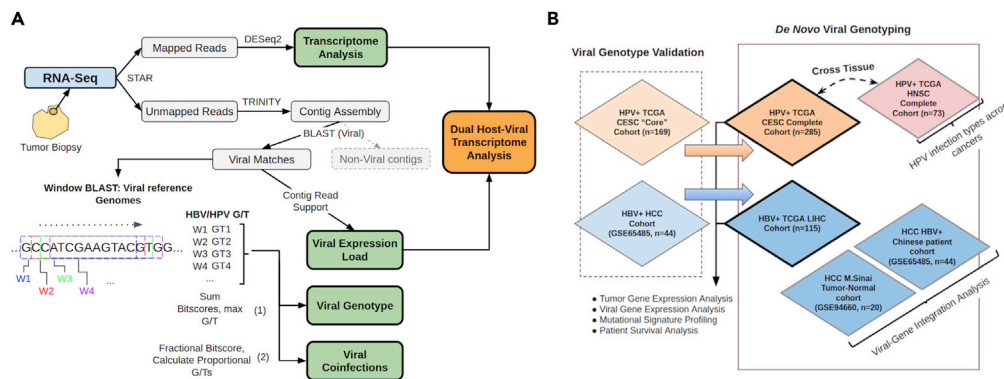 A
RNA-Seq
Tumor Biopsy
STAR
Mapped Reads
DESeq2
Transcriptome
Analysis
Unmapped Reads
TRINITY
Contig Assembly
BLAST (Viral)
Viral Matches
Non-Viral contigs
Dual Host-Viral
Transcriptome
Analysis
Window BLAST: Viral reference
Genomes
Contig Read
Support
Viral Expression
Load
...GCCATCGAAGTACGTGG...
W1
W2
W3
W4
...
HBV/HPV G/T
W1 GT1
W2 GT2
W3 GT3
W4 GT4
...
Sum
Bitscores, max
G/T
(1)
Viral Genotype
Fractional Bitscore,
Calculate Proportional
G/Ts
(2)
Viral
Coinfections
B
Viral Genotype Validation
De Novo Viral Genotyping
Cross Tissue
HPV+ TCGA
CESC "Core"
Cohort (n=169)
HPV+ TCGA
CESC Complete
Cohort (n=285)
HPV+ TCGA
HNSC
Complete
Cohort (n=73)
HPV infection types across
cancers
HBV+ HCC
Cohort
(GSE65485, n=44)
HBV+ TCGA LIHC
Cohort (n=115)
HCC HBV+
Chinese patient
cohort
(GSE65485, n=44)
HCC M.Sinai
Tumor-Normal
cohort
(GSE94660, n=20)
Viral-Gene Integration Analysis
● Tumor Gene Expression Analysis
● Viral Gene Expression Analysis
● Mutational Signature Profiling
● Patient Survival Analysis